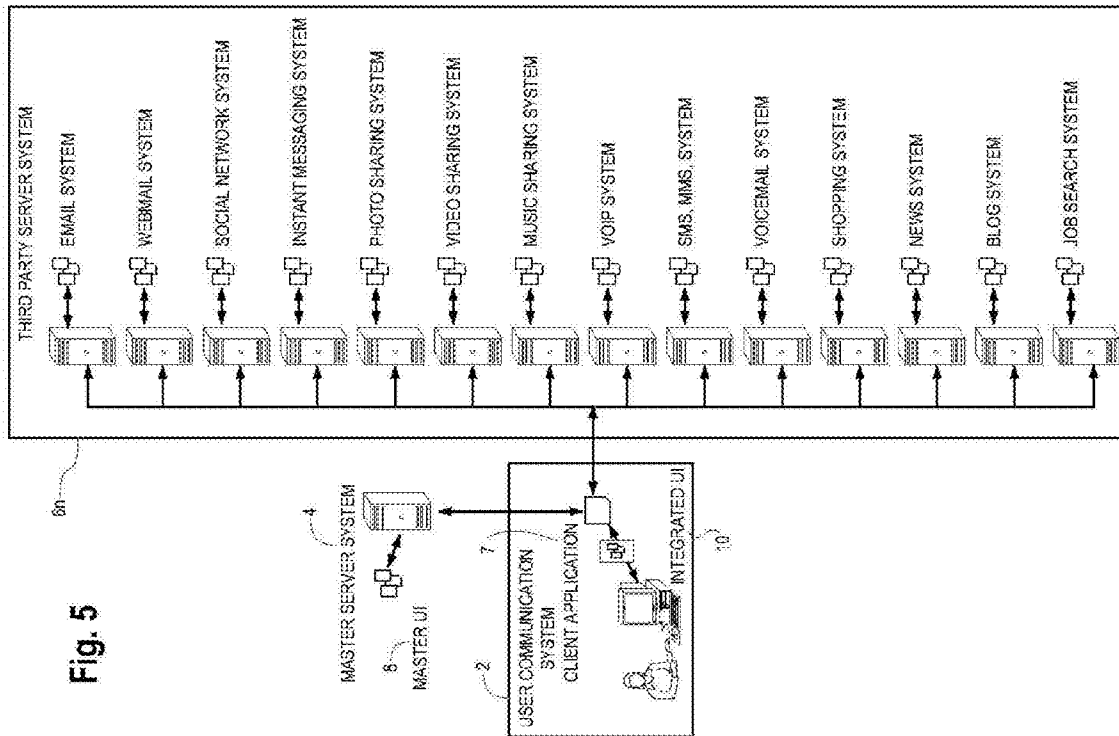 Fig. 5
THIRD PARTY SERVER SYSTEM
6n
EMAIL SYSTEM
WEBMAIL SYSTEM
SOCIAL NETWORK SYSTEM
INSTANT MESSAGING SYSTEM
PHOTO SHARING SYSTEM
VIDEO SHARING SYSTEM
MUSIC SHARING SYSTEM
VOIP SYSTEM
SMS, MMS, SYSTEM
VOICEMAIL SYSTEM
SHOPPING SYSTEM
NEWS SYSTEM
BLOG SYSTEM
JOB SEARCH SYSTEM
4
MASTER SERVER SYSTEM
8
MASTER UI
2
USER COMMUNICATION
SYSTEM
7
CLIENT APPLICATION
INTEGRATED UI
10